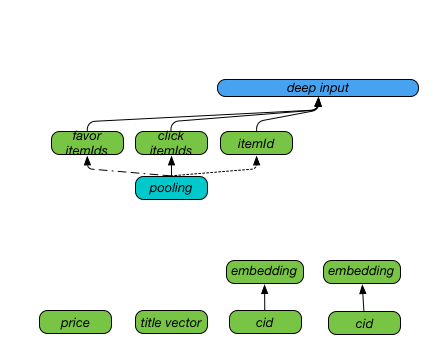 deep input
favor
itemIds
click
itemIds
itemId
pooling
embedding
embedding
price
title vector
cid
cid